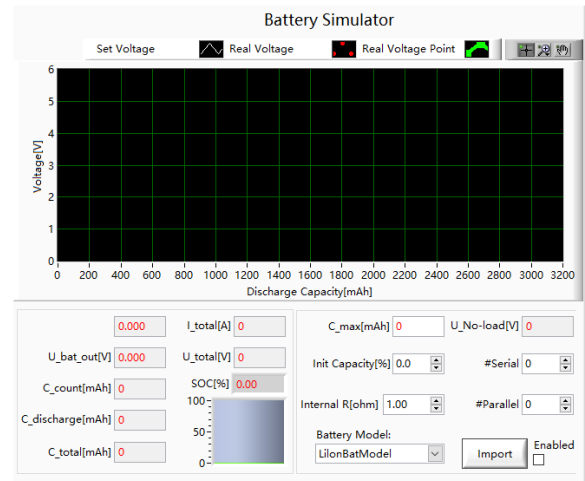 Battery Simulator
Set Voltage Real Voltage Real Voltage Point
6
5
4
3
2
1
0
Voltage[V]
0 200 400 600 800 1000 1200 1400 1600 1800 2000 2200 2400 2600 2800 3000 3200
Discharge Capacity[mAh]
0.000 I_total[A] 0
U_bat_out[V] 0.000 U_total[V] 0
C_count[mAh] 0 SOC[%] 0.00
C_discharge[mAh] 0
C_total[mAh] 0
100-
50-
0-
C_max[mAh] 0 U_No-load[V] 0
Init Capacity[%] 0.0 #Serial 0
Internal R[ohm] 1.00 #Parallel 0
Battery Model:
LiIonBatModel Import Enabled